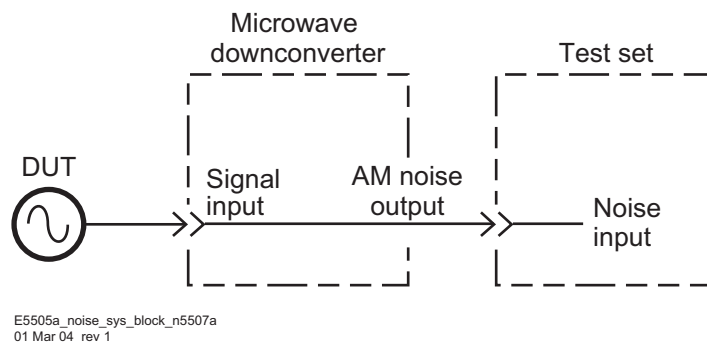 Microwave
downconverter
Test set
DUT
Signal
input
AM noise
output
Noise
input
E5505a_noise_sys_block_n5507a
01 Mar 04 rev 1